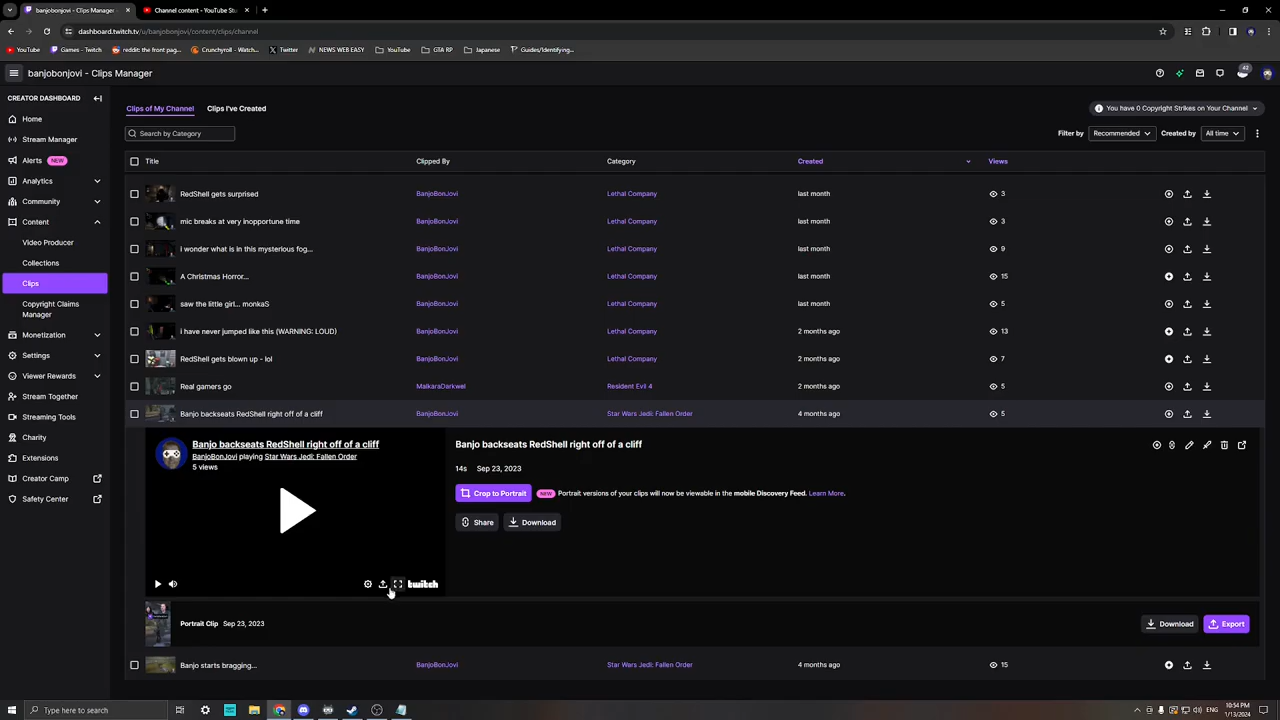 banjobonjovi - Clips Manager -
Channel content - YouTube St
dashboard.twitch.tv/u/banjobonjovi/content/clips/channel
YouTube
Games - Twitch
reddit: the front pag...
Crunchyroll - Watch...
Twitter
NEWS WEB EASY
YouTube
GTA RP
Japanese
Guides/Identifying...
banjobonjovi - Clips Manager
42
CREATOR DASHBOARD
Home
Stream Manager
Alerts NEW
Analytics
Community
Content
Video Producer
Collections
Clips
Copyright Claims
Manager
Monetization
Settings
Viewer Rewards
Stream Together
Streaming Tools
Charity
Extensions
Creator Camp
Safety Center
Clips of My Channel Clips I've Created
You have 0 Copyright Strikes on Your Channel
Search by Category
Filter by Recommended Created by All time
Title Clipped By Category Created Views
RedShell gets surprised BanjoBonJovi Lethal Company last month 3
mic breaks at very inopportune time BanjoBonJovi Lethal Company last month 3
i wonder what is in this mysterious fog... BanjoBonJovi Lethal Company last month 9
A Christmas Horror... BanjoBonJovi Lethal Company last month 15
saw the little girl... monkaS BanjoBonJovi Lethal Company last month 5
i have never jumped like this (WARNING: LOUD) BanjoBonJovi Lethal Company 2 months ago 13
RedShell gets blown up - lol BanjoBonJovi Lethal Company 2 months ago 7
Real gamers go MalkaraDarkwel Resident Evil 4 2 months ago 5
Banjo backseats RedShell right off of a cliff BanjoBonJovi Star Wars Jedi: Fallen Order 4 months ago 5
Banjo backseats RedShell right off of a cliff
BanjoBonJovi playing Star Wars Jedi: Fallen Order
5 views
twitch
Banjo backseats RedShell right off of a cliff
14s Sep 23, 2023
Crop to Portrait NEW Portrait versions of your clips will now be viewable in the mobile Discovery Feed. Learn More.
Share Download
Portrait Clip Sep 23, 2023 Download Export
Banjo starts bragging... BanjoBonJovi Star Wars Jedi: Fallen Order 4 months ago 15
Type here to search
ENG
10:54 PM
1/13/2024